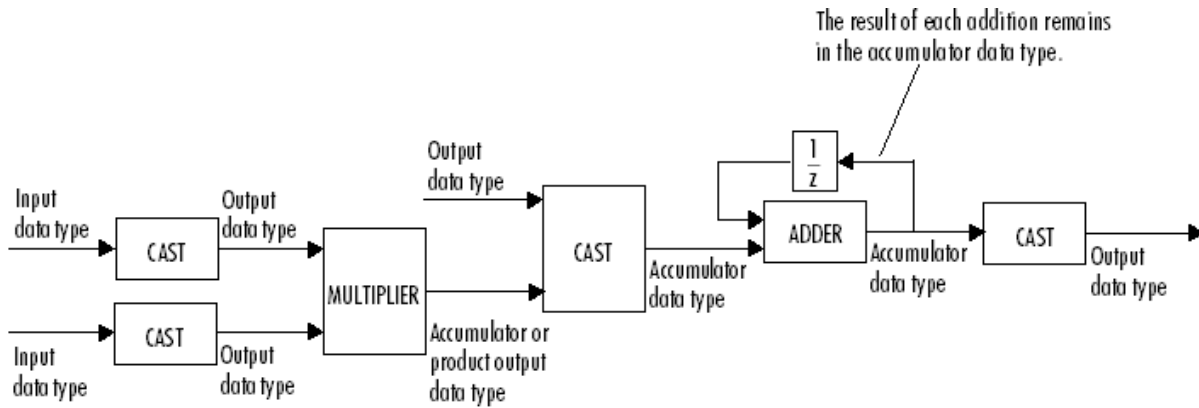 The result of each addition remains
in the accumulator data type.
1
z
Output
data type
Input
data type
Output
data type
CAST
MULTIPLIER
CAST
ADDER
CAST
Accumulator
data type
Accumulator
data type
Output
data type
CAST
Input
data type
Output
data type
Accumulator or
product output
data type